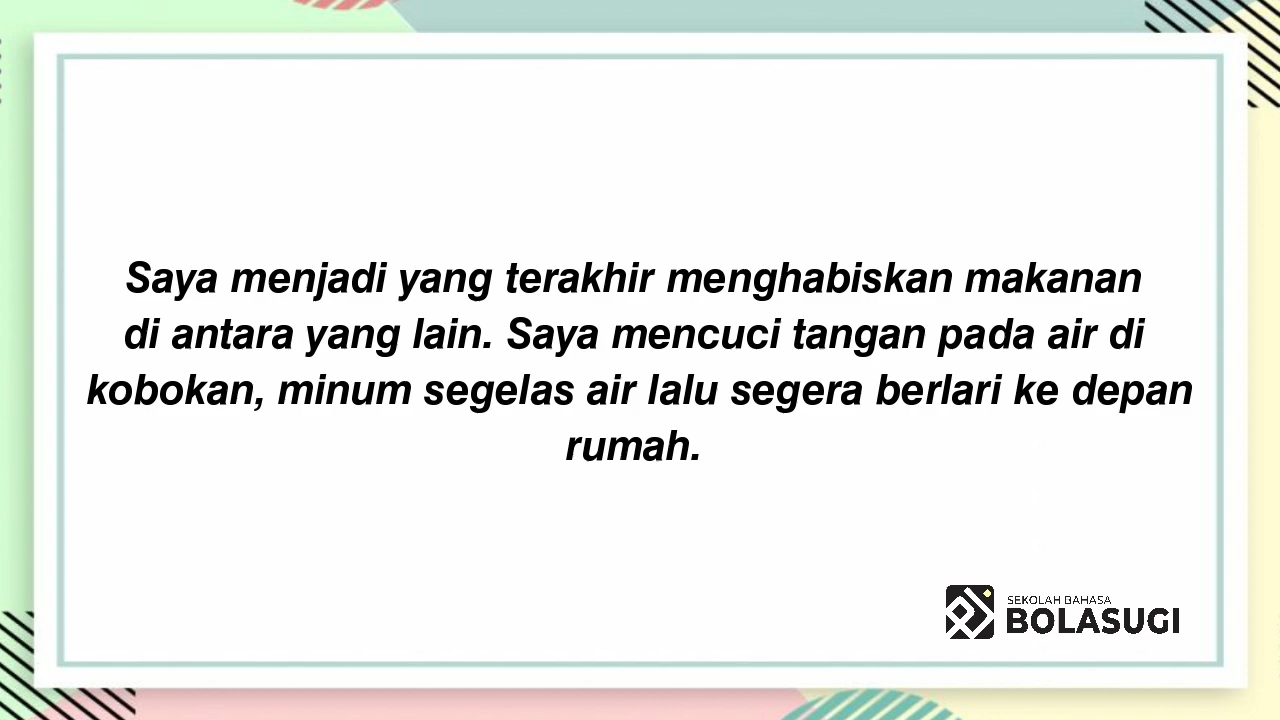 Saya menjadi yang terakhir menghabiskan makanan
di antara yang lain. Saya mencuci tangan pada air di
kobokan, minum segelas air lalu segera berlari ke depan
rumah.
SEKOLAH BAHASA
BOLASUGI